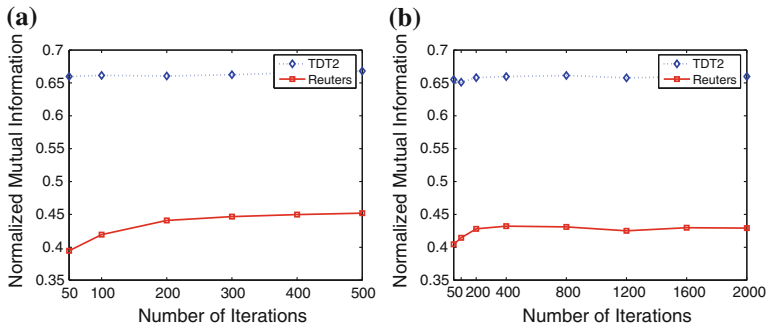 (a)
Normalized Mutual Information
0.7
0.65
0.6
0.55
0.5
0.45
0.4
0.35
TDT2
Reuters
50 100 200 300 400 500
Number of Iterations
(b)
Normalized Mutual Information
0.7
0.65
0.6
0.55
0.5
0.45
0.4
0.35
TDT2
Reuters
50 100 200 400 800 1200 1600 2000
Number of Iterations